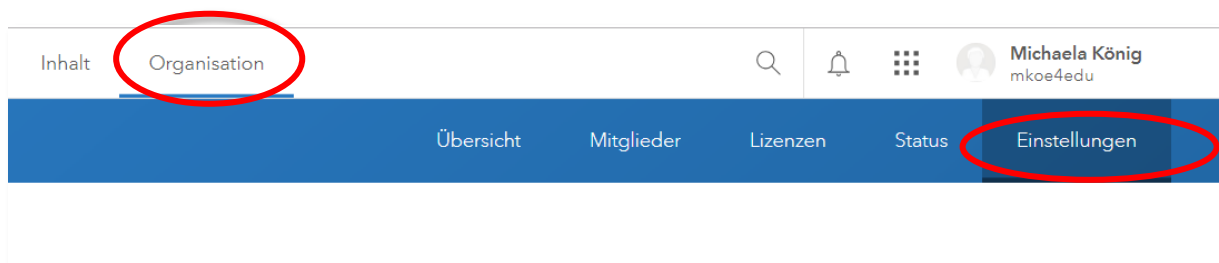 Inhalt Organisation Michaela König
mkoe4edu
Übersicht Mitglieder Lizenzen Status Einstellungen